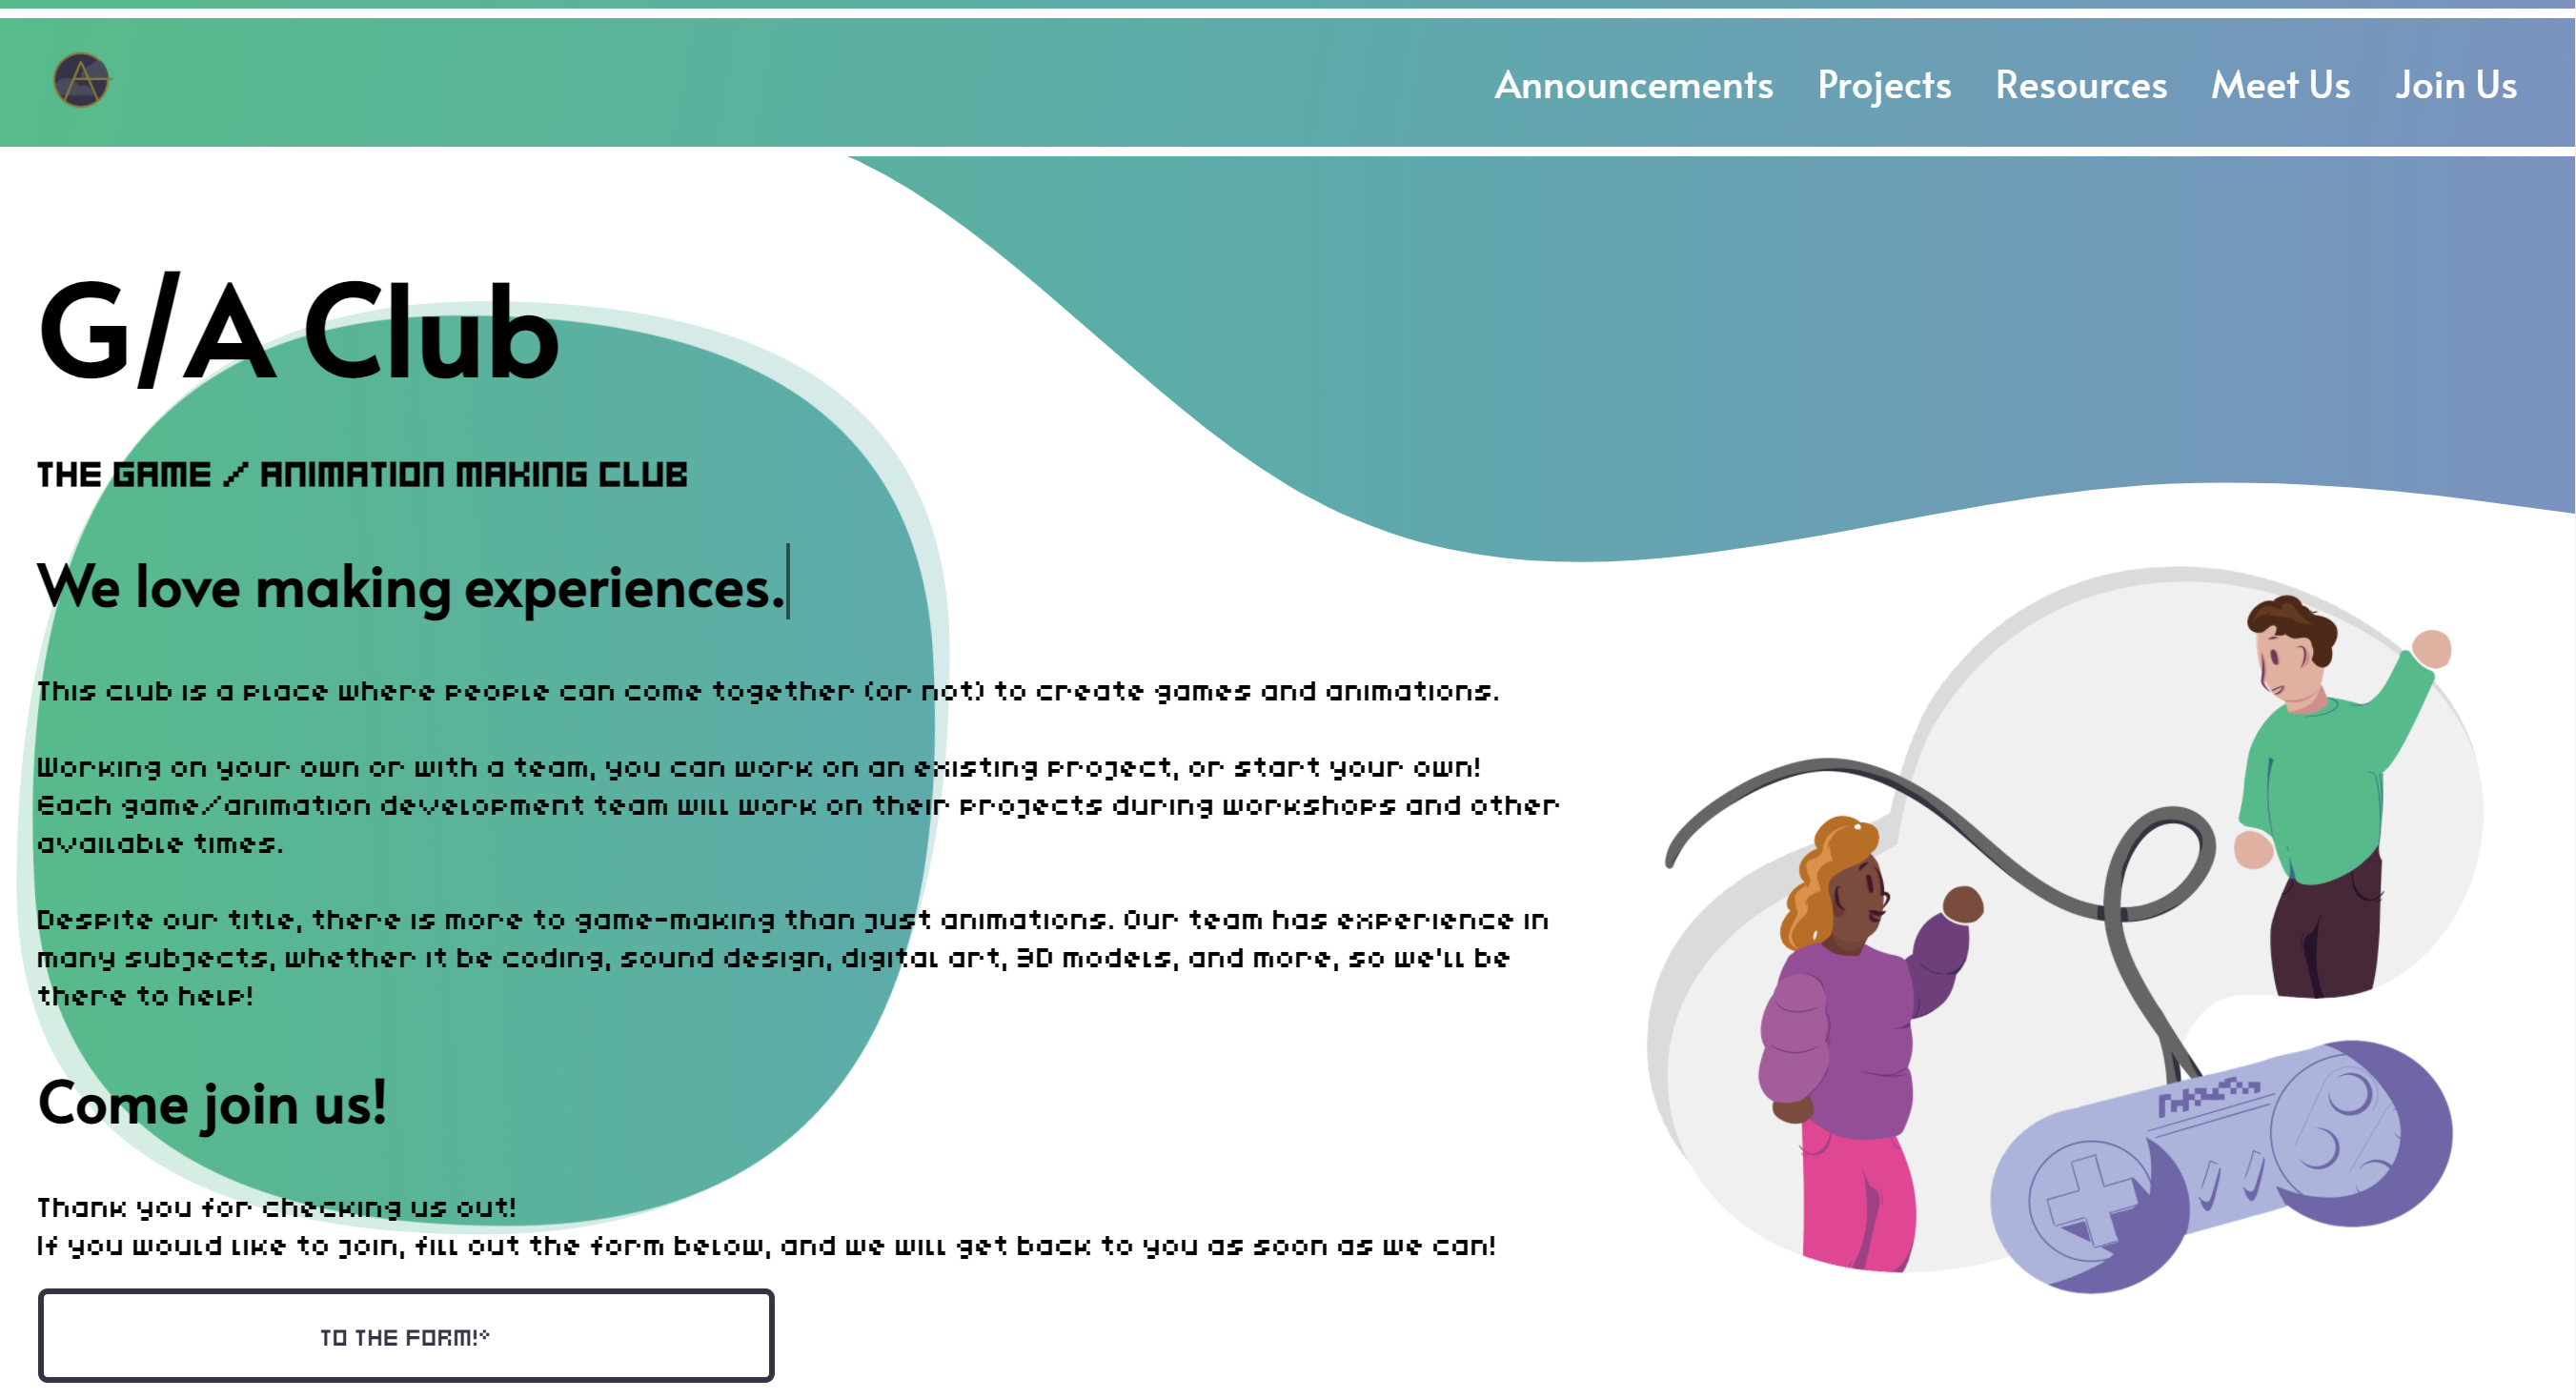 Announcements Projects Resources Meet Us Join Us
G/A Club
THE GAME / ANIMATION MAKING CLUB
We love making experiences.
This club is a place where people can come together (or not) to create games and animations.
Working on your own or with a team, you can work on an existing project, or start your own!
Each game/animation development team will work on their projects during workshops and other
available times.
Despite our title, there is more to game-making than just animations. Our team has experience in
many subjects, whether it be coding, sound design, digital art, 3D models, and more, so we'll be
there to help!
Come join us!
Thank you for checking us out!
If you would like to join, fill out the form below, and we will get back to you as soon as we can!
TO THE FORM!*